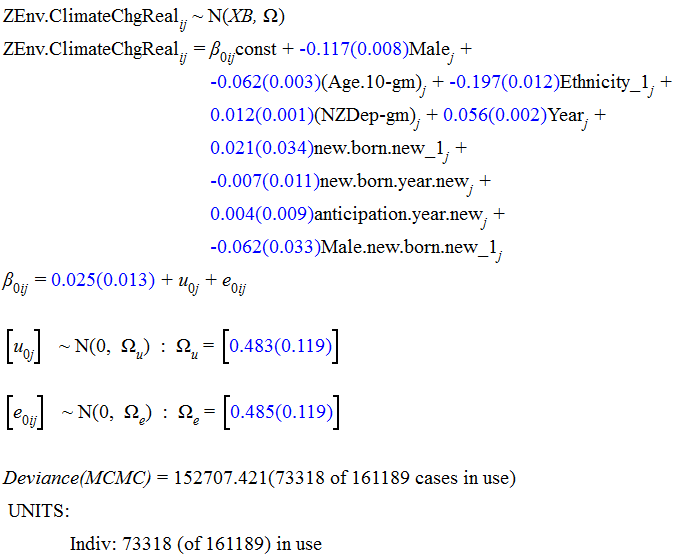 ZEnv.ClimateChgReal_ij ~ N(XB, Ω)
ZEnv.ClimateChgReal_ij = β_0ij const + -0.117(0.008)Male_j +
-0.062(0.003)(Age.10-gm)_j + -0.197(0.012)Ethnicity_1_j +
0.012(0.001)(NZDep-gm)_j + 0.056(0.002)Year_j +
0.021(0.034)new.born.new_1_j +
-0.007(0.011)new.born.year.new_j +
0.004(0.009)anticipation.year.new_j +
-0.062(0.033)Male.new.born.new_1_j
β_0ij = 0.025(0.013) + u_0j + e_0ij
[u_0j] ~ N(0, Ω_u) : Ω_u = [0.483(0.119)]
[e_0ij] ~ N(0, Ω_e) : Ω_e = [0.485(0.119)]
Deviance(MCMC) = 152707.421(73318 of 161189 cases in use)
UNITS:
Indiv: 73318 (of 161189) in use